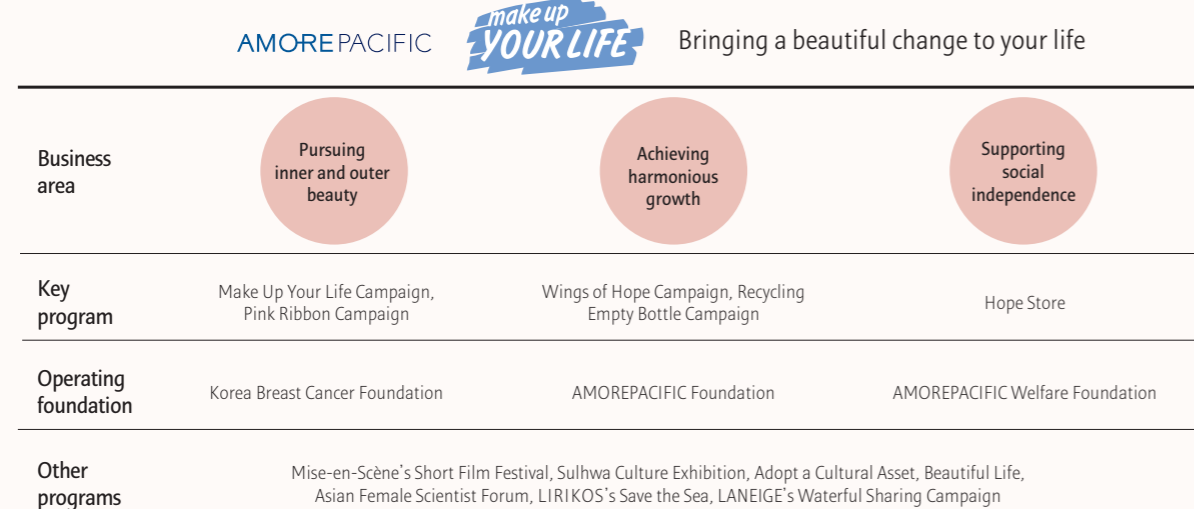 AMOREPACIFIC
make up
YOUR LIFE
Bringing a beautiful change to your life
Business
area
Pursuing
inner and outer
beauty
Achieving
harmonious
growth
Supporting
social
independence
Key
program
Make Up Your Life Campaign,
Pink Ribbon Campaign
Wings of Hope Campaign, Recycling
Empty Bottle Campaign
Hope Store
Operating
foundation
Korea Breast Cancer Foundation
AMOREPACIFIC Foundation
AMOREPACIFIC Welfare Foundation
Other
programs
Mise-en-Scène's Short Film Festival, Sulhwa Culture Exhibition, Adopt a Cultural Asset, Beautiful Life,
Asian Female Scientist Forum, LIRIKOS's Save the Sea, LANEIGE's Waterful Sharing Campaign